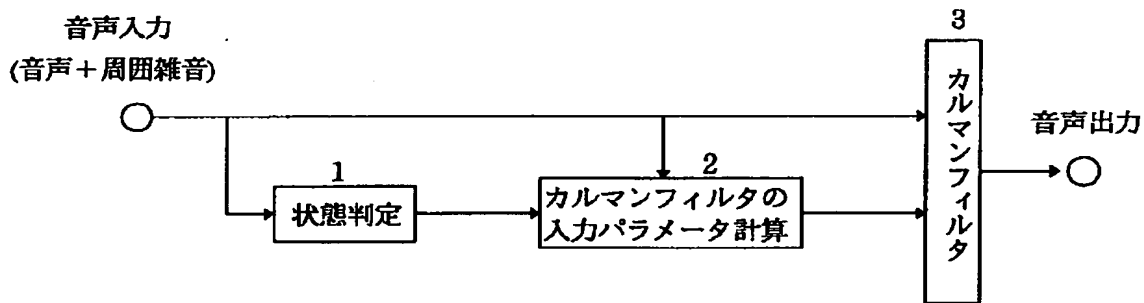 音声入力
(音声＋周囲雑音)
1
状態判定
2
カルマンフィルタの
入力パラメータ計算
3
カルマンフィルタ
音声出力